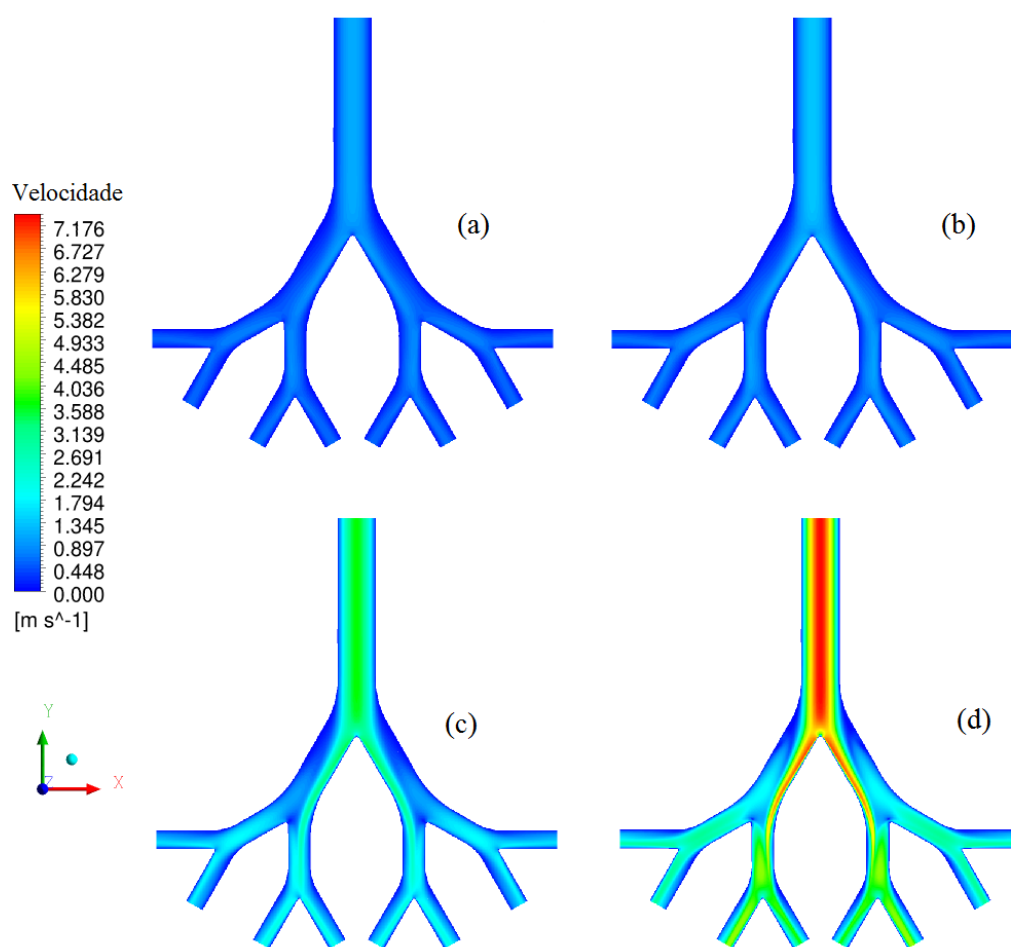 (a)
(b)
Velocidade
7.176
6.727
6.279
5.830
5.382
4.933
4.485
4.036
3.588
3.139
2.691
2.242
1.794
1.345
0.897
0.448
0.000
[m s^-1]
Y
Z
X
(c)
(d)